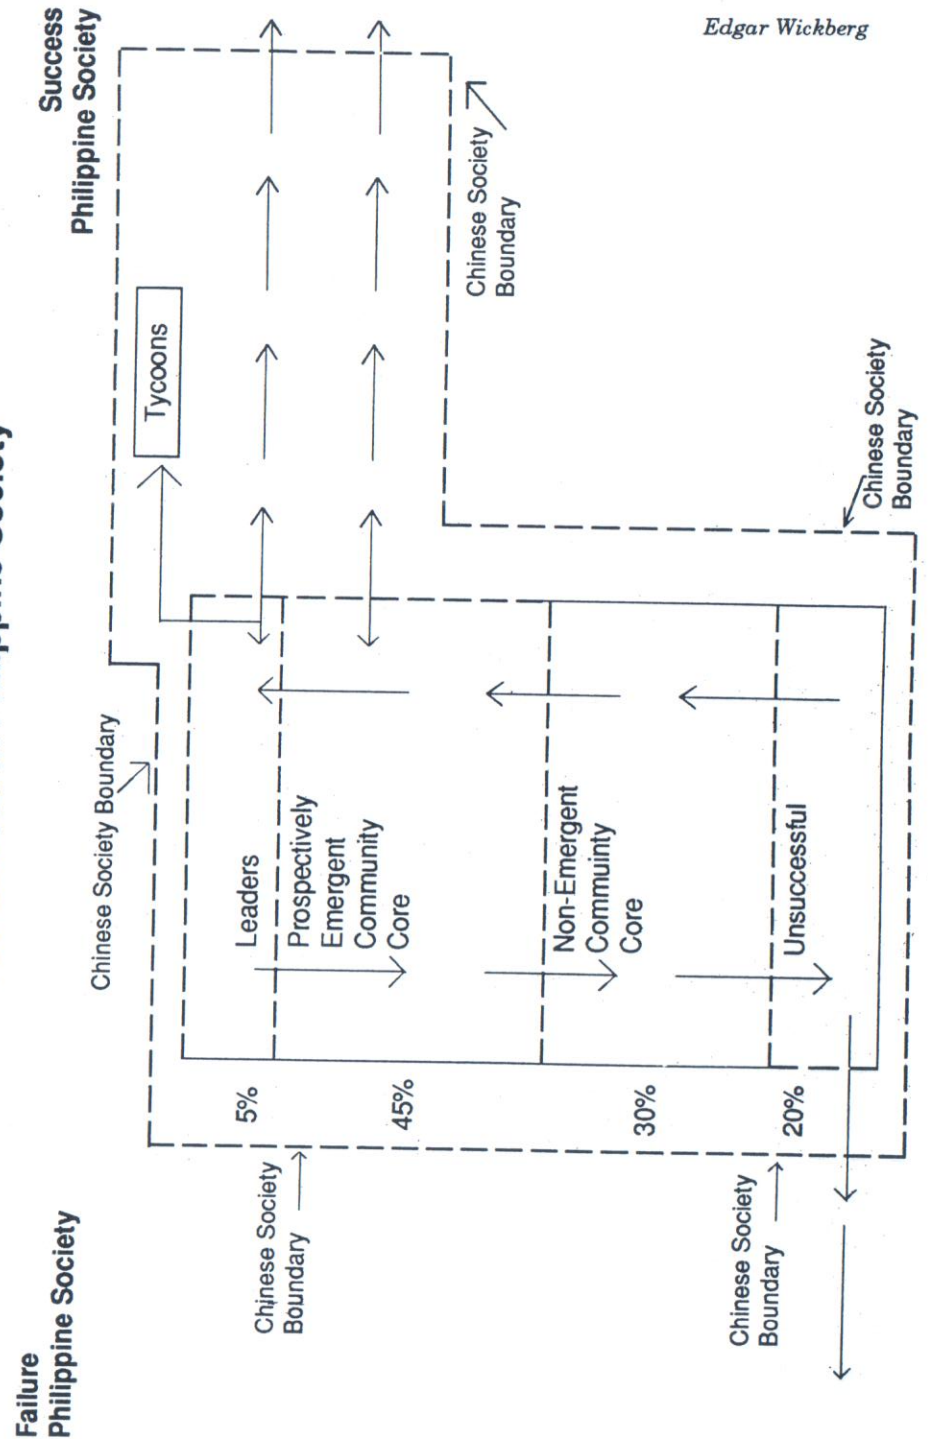 Edgar Wickberg
Failure
Philippine Society
Success
Philippine Society
Chinese Society Boundary
Tycoons
Chinese Society
Boundary
5%
Leaders
45%
Prospectively
Emergent
Community
Core
30%
Non-Emergent
Commuinty
Core
20%
Unsuccessful
Chinese Society
Boundary
Chinese Society
Boundary
Chinese Society
Boundary